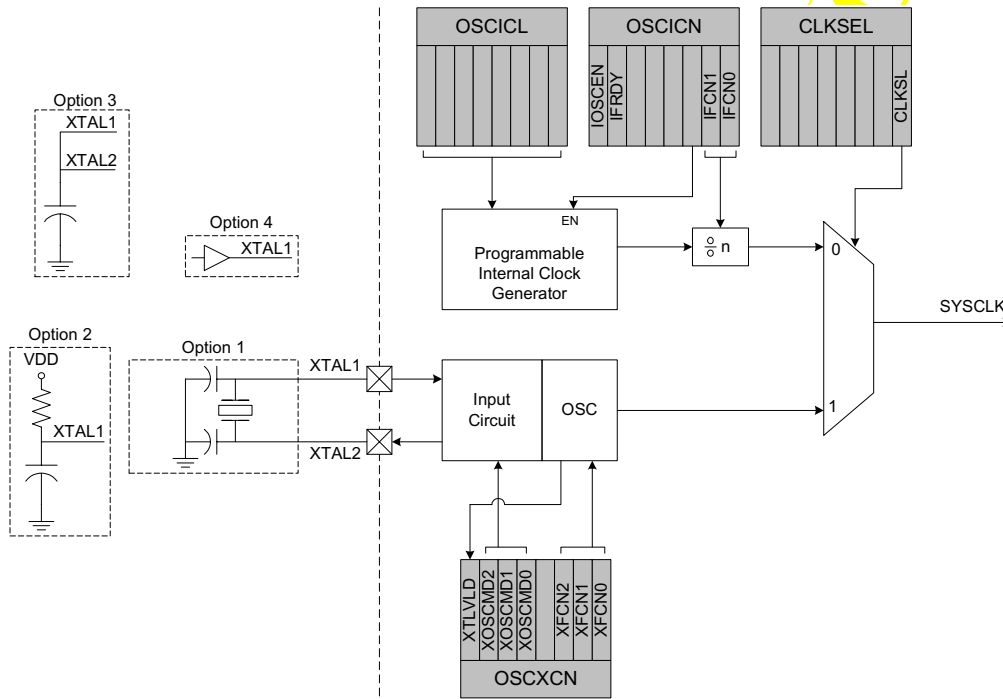 OSCICL
OSCICN
CLKSEL
IOSCEN
IFRDY
IFCN1
IFCN0
CLKSL
Option 3
XTAL1
XTAL2
Option 4
XTAL1
EN
Programmable
Internal Clock
Generator
n
0
SYSCLK
Option 2
VDD
XTAL1
Option 1
XTAL1
XTAL2
Input
Circuit
OSC
1
XTLVLD
XOSCMD2
XOSCMD1
XOSCMD0
XFCN2
XFCN1
XFCN0
OSCXCN